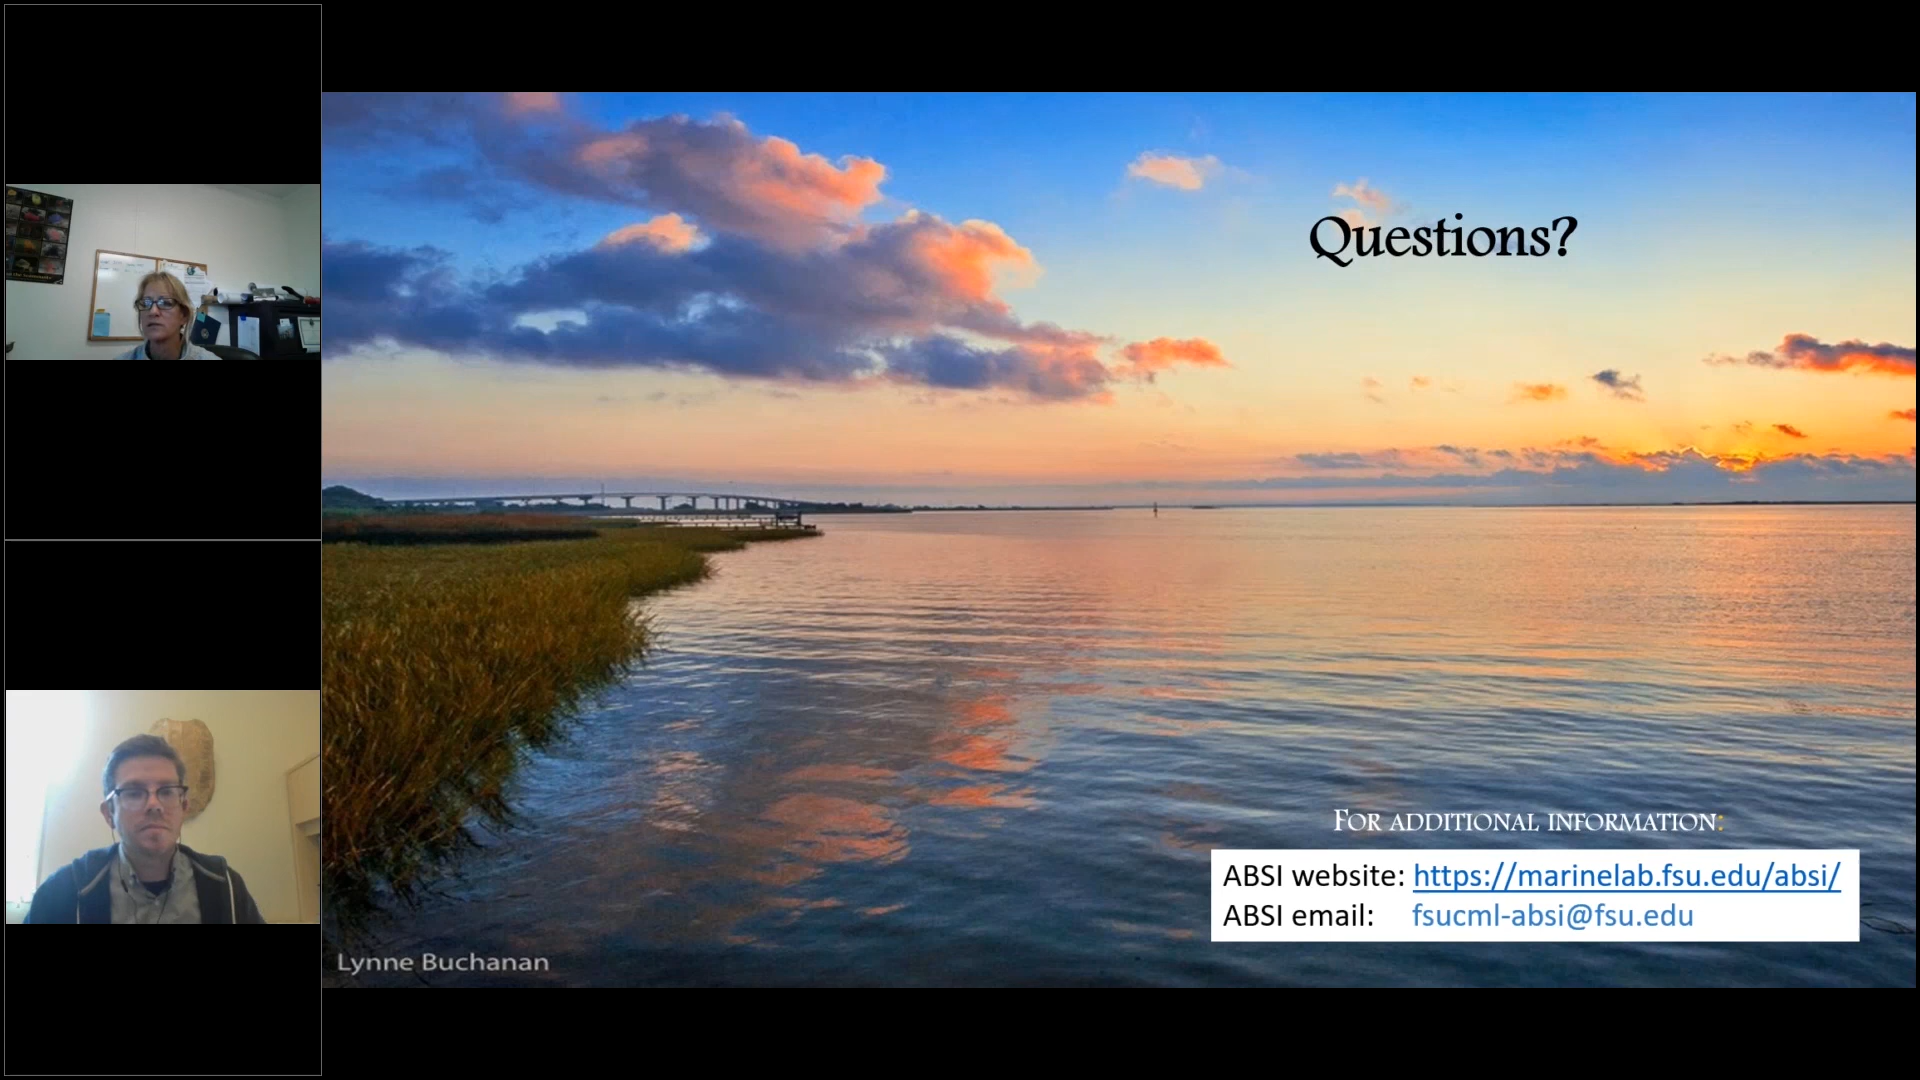 Questions?
FOR ADDITIONAL INFORMATION:
ABSI website: https://marinelab.fsu.edu/absi/
ABSI email: fsucml-absi@fsu.edu
Lynne Buchanan